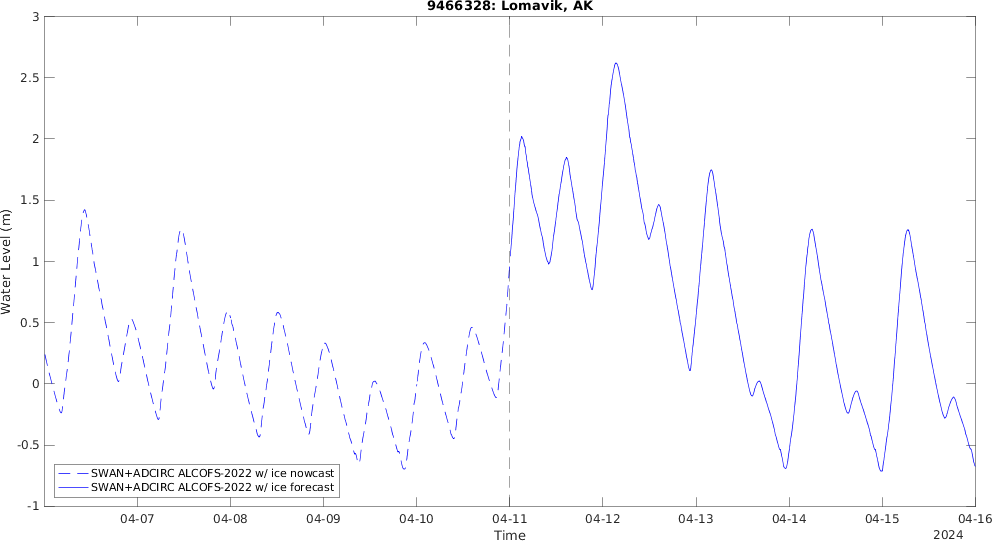 9466328: Lomavik, AK
3
2.5
2
1.5
1
0.5
0
-0.5
-1
Water Level (m)
SWAN+ADCIRC ALCOFS-2022 w/ ice nowcast
SWAN+ADCIRC ALCOFS-2022 w/ ice forecast
04-07 04-08 04-09 04-10 04-11 04-12 04-13 04-14 04-15 04-16
Time
2024